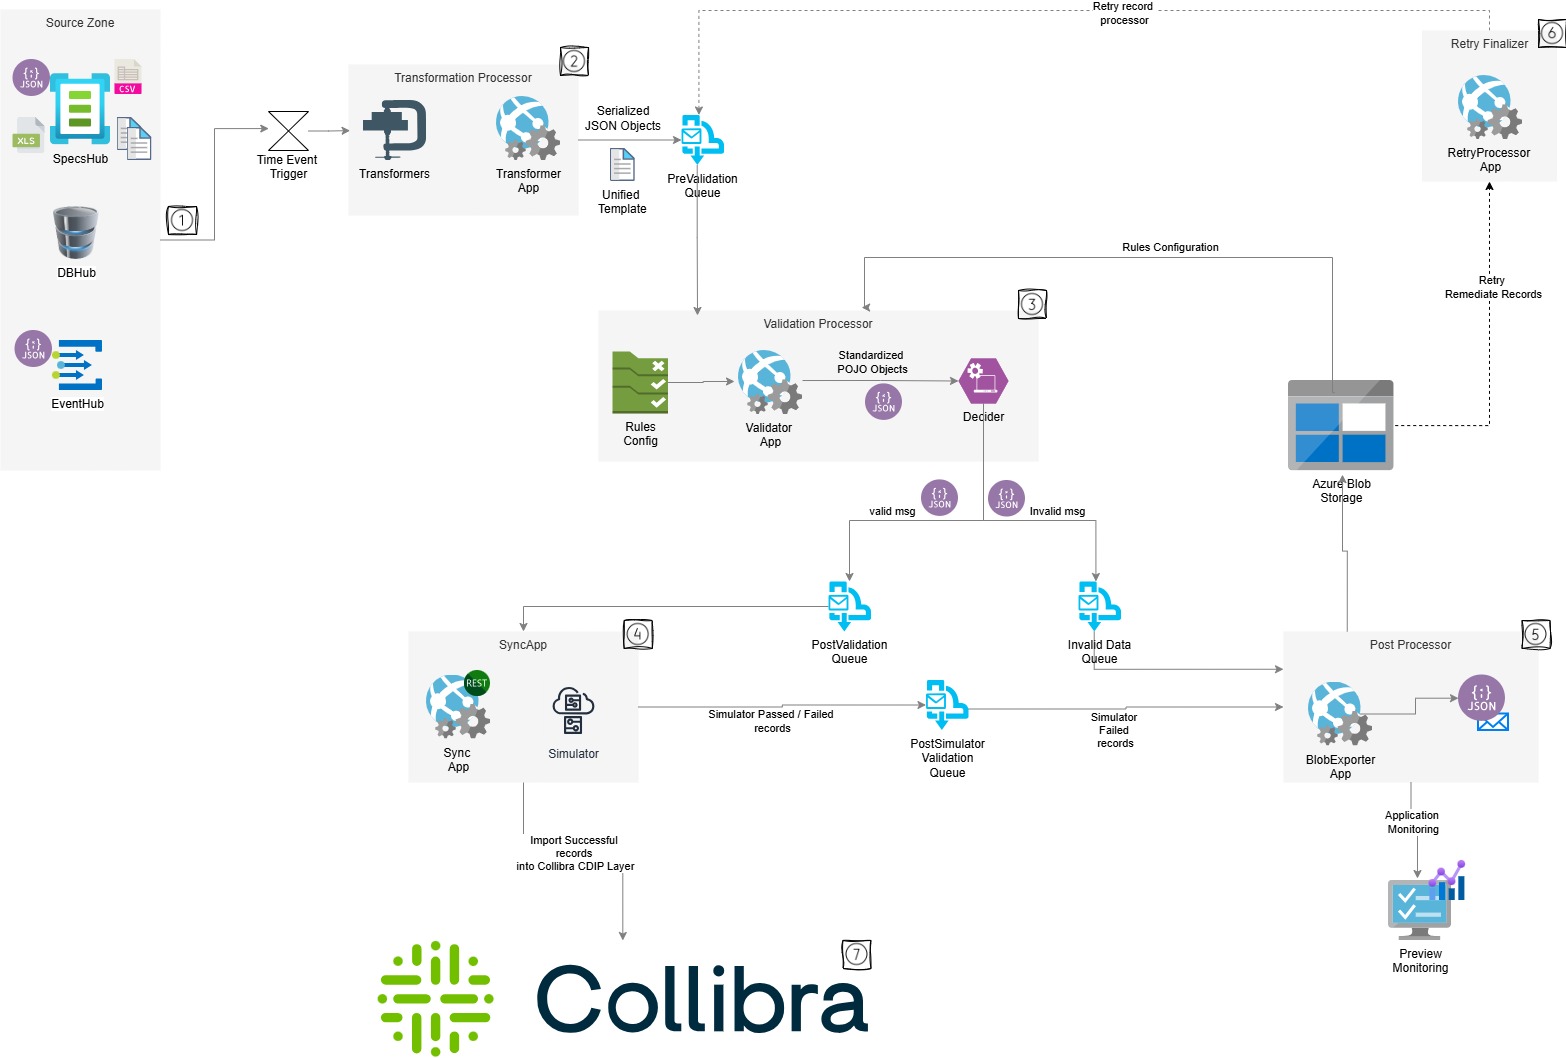 Source Zone
{;}
JSON
CSV
XLS
SpecsHub
DBHub
{;}
JSON
EventHub
1
Time Event
Trigger
2
Transformation Processor
Transformers
Transformer
App
Serialized
JSON Objects
Unified
Template
PreValidation
Queue
Retry record
processor
6
Retry Finalizer
RetryProcessor
App
Rules Configuration
Retry
Remediate Records
3
Validation Processor
Rules
Config
Validator
App
Standardized
POJO Objects
{;}
JSON
Decider
Azure Blob
Storage
valid msg
{;}
JSON
{;}
JSON
Invalid msg
PostValidation
Queue
Invalid Data
Queue
4
SyncApp
REST
Sync
App
Simulator
Simulator Passed / Failed
records
PostSimulator
Validation
Queue
Simulator
Failed
records
5
Post Processor
BlobExporter
App
{;}
JSON
Application
Monitoring
Preview
Monitoring
Import Successful
records
into Collibra CDIP Layer
7
Collibra